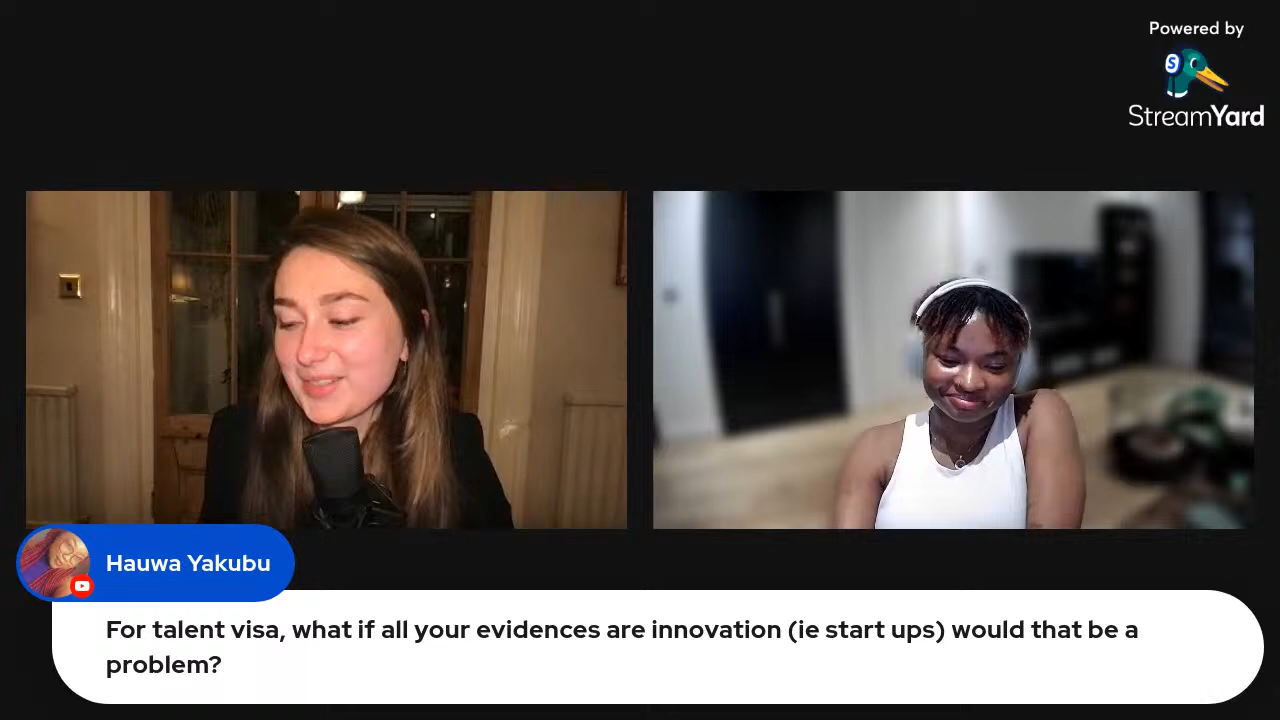 Powered by
S
StreamYard
Hauwa Yakubu
For talent visa, what if all your evidences are innovation (ie start ups) would that be a
problem?